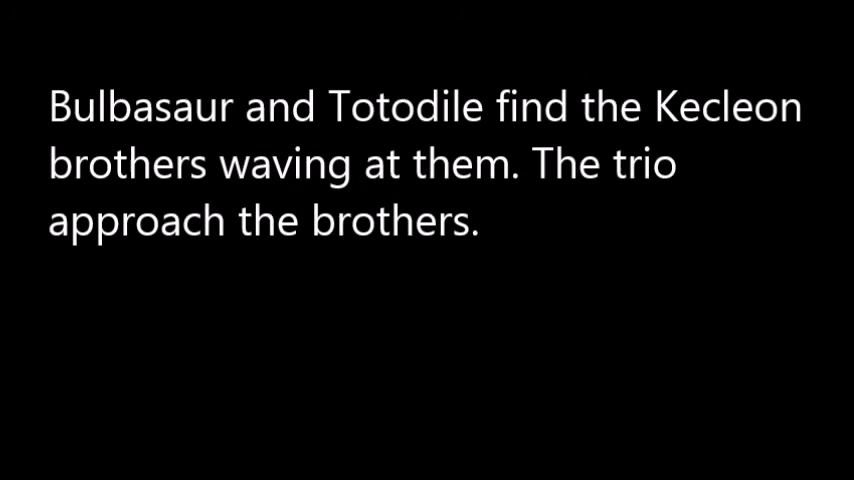 Bulbasaur and Totodile find the Kecleon
brothers waving at them. The trio
approach the brothers.